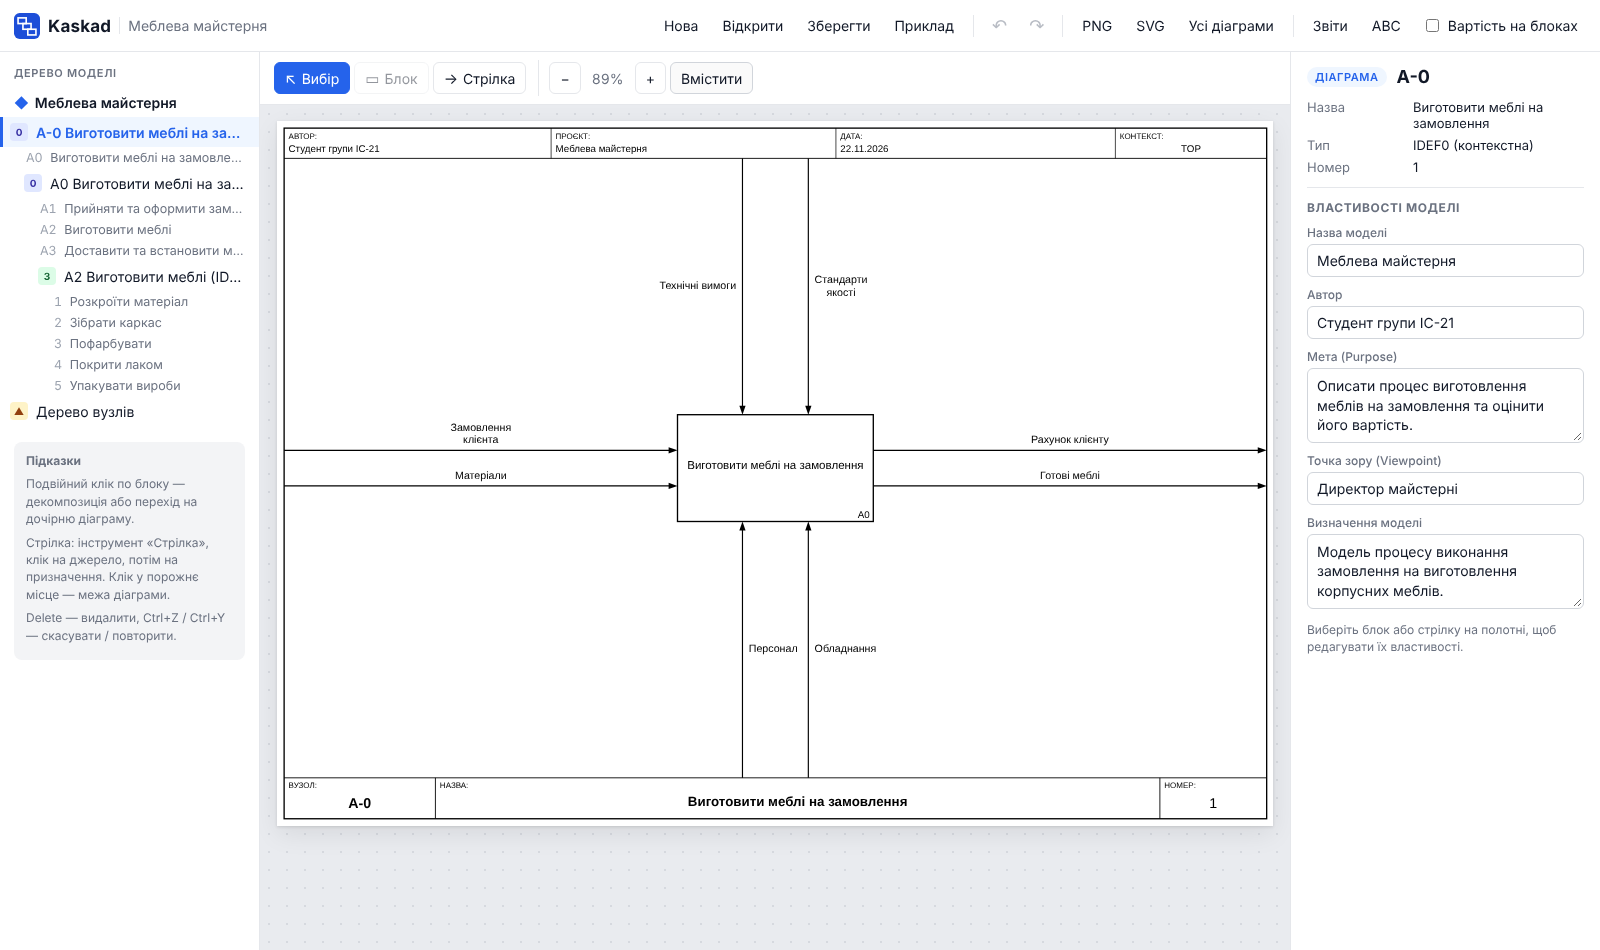 Kaskad
Меблева майстерня
Нова
Відкрити
Зберегти
Приклад
PNG
SVG
Усі діаграми
Звіти
ABC
Вартість на блоках
ДЕРЕВО МОДЕЛІ
Меблева майстерня
0 A-0 Виготовити меблі на за...
A0 Виготовити меблі на замовле...
0 A0 Виготовити меблі на за...
A1 Прийняти та оформити зам...
A2 Виготовити меблі
A3 Доставити та встановити м...
3 A2 Виготовити меблі (ID...
1 Розкроїти матеріал
2 Зібрати каркас
3 Пофарбувати
4 Покрити лаком
5 Упакувати вироби
Дерево вузлів
Підказки
Подвійний клік по блоку —
декомпозиція або перехід на
дочірню діаграму.
Стрілка: інструмент «Стрілка»,
клік на джерело, потім на
призначення. Клік у порожнє
місце — межа діаграми.
Delete — видалити, Ctrl+Z / Ctrl+Y
— скасувати / повторити.
Вибір
Блок
Стрілка
−
89%
+
Вмістити
АВТОР:
Студент групи ІС-21
ПРОЄКТ:
Меблева майстерня
ДАТА:
22.11.2026
КОНТЕКСТ:
TOP
Технічні вимоги
Стандарти
якості
Замовлення
клієнта
Матеріали
Виготовити меблі на замовлення
A0
Рахунок клієнту
Готові меблі
Персонал
Обладнання
ВУЗОЛ:
A-0
НАЗВА:
Виготовити меблі на замовлення
НОМЕР:
1
ДІАГРАМА
A-0
Назва
Виготовити меблі на
замовлення
Тип
IDEF0 (контекстна)
Номер
1
ВЛАСТИВОСТІ МОДЕЛІ
Назва моделі
Меблева майстерня
Автор
Студент групи ІС-21
Мета (Purpose)
Описати процес виготовлення
меблів на замовлення та оцінити
його вартість.
Точка зору (Viewpoint)
Директор майстерні
Визначення моделі
Модель процесу виконання
замовлення на виготовлення
корпусних меблів.
Виберіть блок або стрілку на полотні, щоб
редагувати їх властивості.